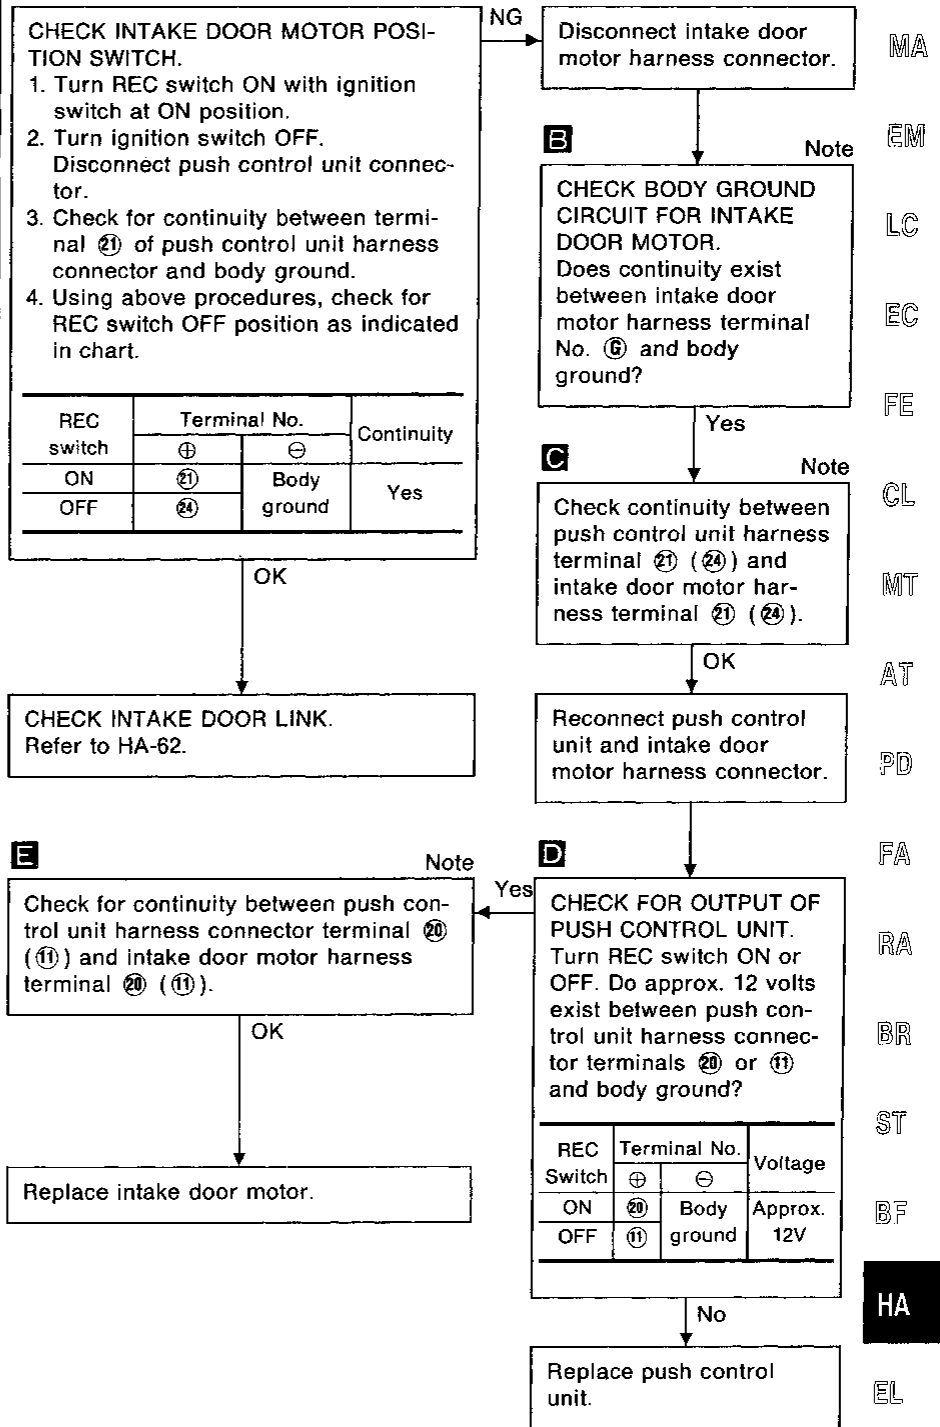 CHECK INTAKE DOOR MOTOR POSI-
TION SWITCH.
1. Turn REC switch ON with ignition
switch at ON position.
2. Turn ignition switch OFF.
Disconnect push control unit connec-
tor.
3. Check for continuity between termi-
nal ㉑ of push control unit harness
connector and body ground.
4. Using above procedures, check for
REC switch OFF position as indicated
in chart.
REC switch
Terminal No.
⊕ ⊖
Continuity
ON ㉑ Body ground Yes
OFF ㉔
NG
OK
CHECK INTAKE DOOR LINK.
Refer to HA-62.
Disconnect intake door
motor harness connector.
B
Note
CHECK BODY GROUND
CIRCUIT FOR INTAKE
DOOR MOTOR.
Does continuity exist
between intake door
motor harness terminal
No. Ⓖ and body
ground?
Yes
C
Note
Check continuity between
push control unit harness
terminal ㉑ (㉔) and
intake door motor har-
ness terminal ㉑ (㉔).
OK
Reconnect push control
unit and intake door
motor harness connector.
D
CHECK FOR OUTPUT OF
PUSH CONTROL UNIT.
Turn REC switch ON or
OFF. Do approx. 12 volts
exist between push con-
trol unit harness connec-
tor terminals ⑳ or ⑪
and body ground?
REC Switch
Terminal No.
⊕ ⊖
Voltage
ON ⑳ Body ground Approx. 12V
OFF ⑪
Yes
E
Note
Check for continuity between push con-
trol unit harness connector terminal ⑳
(⑪) and intake door motor harness
terminal ⑳ (⑪).
OK
Replace intake door motor.
No
Replace push control
unit.
MA
EM
LC
EC
FE
CL
MT
AT
PD
FA
RA
BR
ST
BF
HA
EL